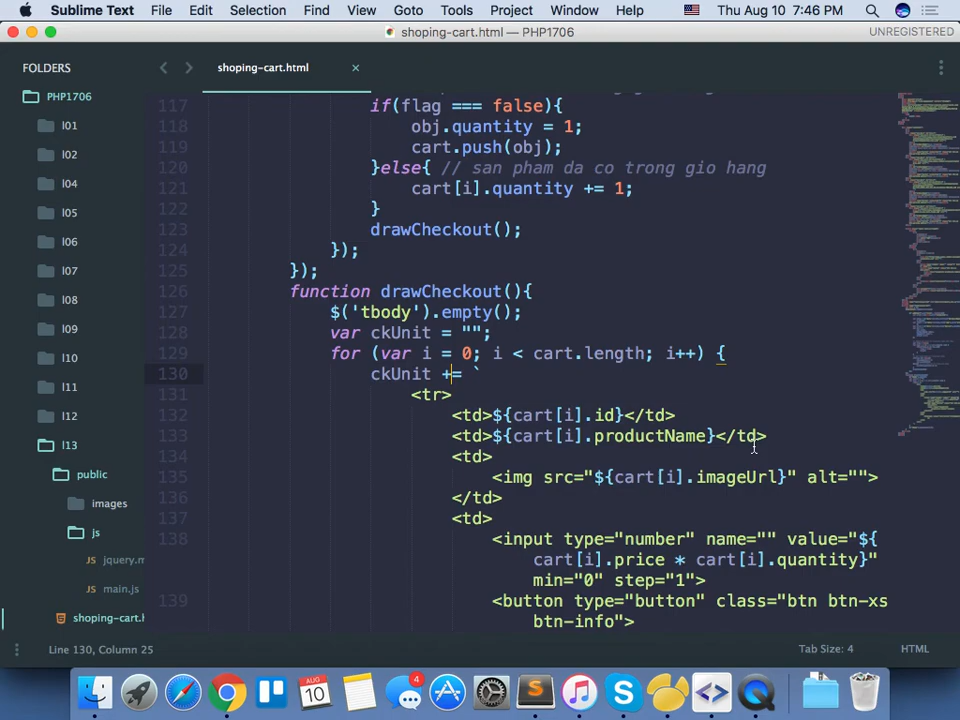 Sublime Text File Edit Selection Find View Goto Tools Project Window Help Thu Aug 10 7:46 PM
shoping-cart.html — PHP1706 UNREGISTERED
FOLDERS
PHP1706
l01
l02
l04
l05
l06
l07
l08
l09
l10
l11
l12
l13
public
images
js
jquery.m
main.js
shoping-cart.h
shoping-cart.html ×
117 if(flag === false){
118 obj.quantity = 1;
119 cart.push(obj);
120 }else{ // san pham da co trong gio hang
121 cart[i].quantity += 1;
122 }
123 drawCheckout();
124 });
125 });
126 function drawCheckout(){
127 $('tbody').empty();
128 var ckUnit = "";
129 for (var i = 0; i < cart.length; i++) {
130 ckUnit += `
131 <tr>
132 <td>${cart[i].id}</td>
133 <td>${cart[i].productName}</td>
134 <td>
135 <img src="${cart[i].imageUrl}" alt="">
136 </td>
137 <td>
138 <input type="number" name="" value="${
cart[i].price * cart[i].quantity}"
min="0" step="1">
139 <button type="button" class="btn btn-xs
btn-info">
Line 130, Column 25 Tab Size: 4 HTML
4
AUG
10